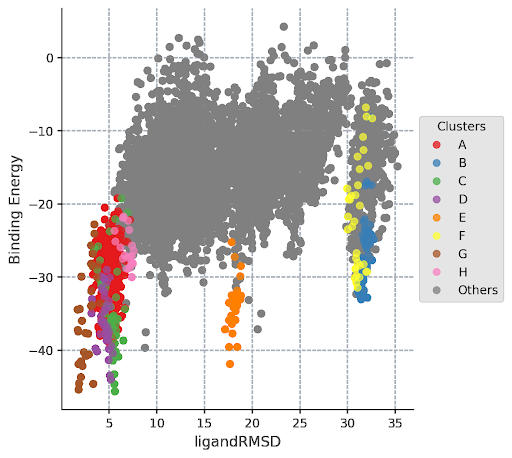 0
−10
−20
−30
−40
Binding Energy
5
10
15
20
25
30
35
ligandRMSD
Clusters
A
B
C
D
E
F
G
H
Others